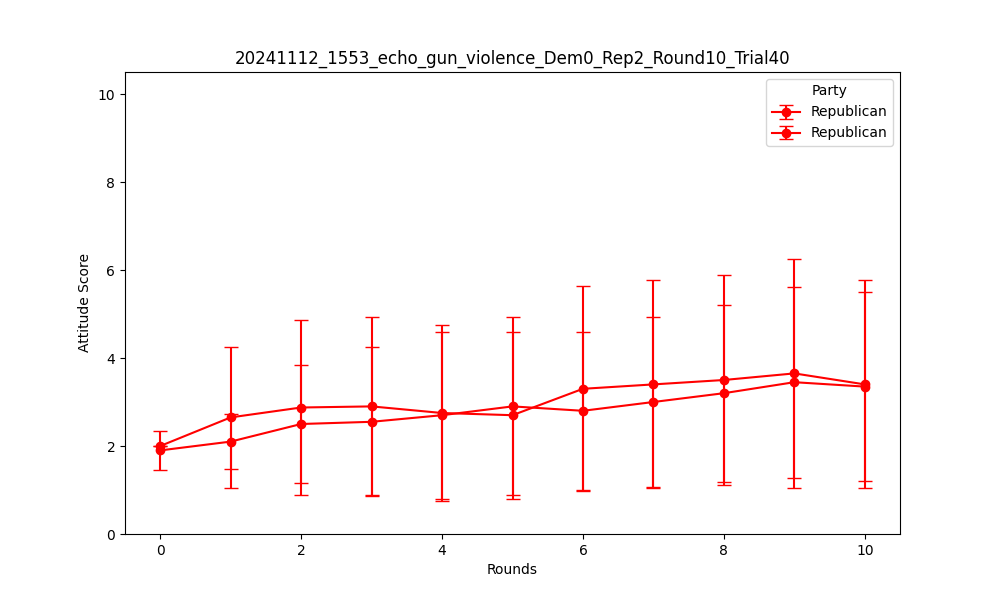 20241112_1553_echo_gun_violence_Dem0_Rep2_Round10_Trial40
Party
Republican
Republican
10
8
6
4
2
0
Attitude Score
0 2 4 6 8 10
Rounds